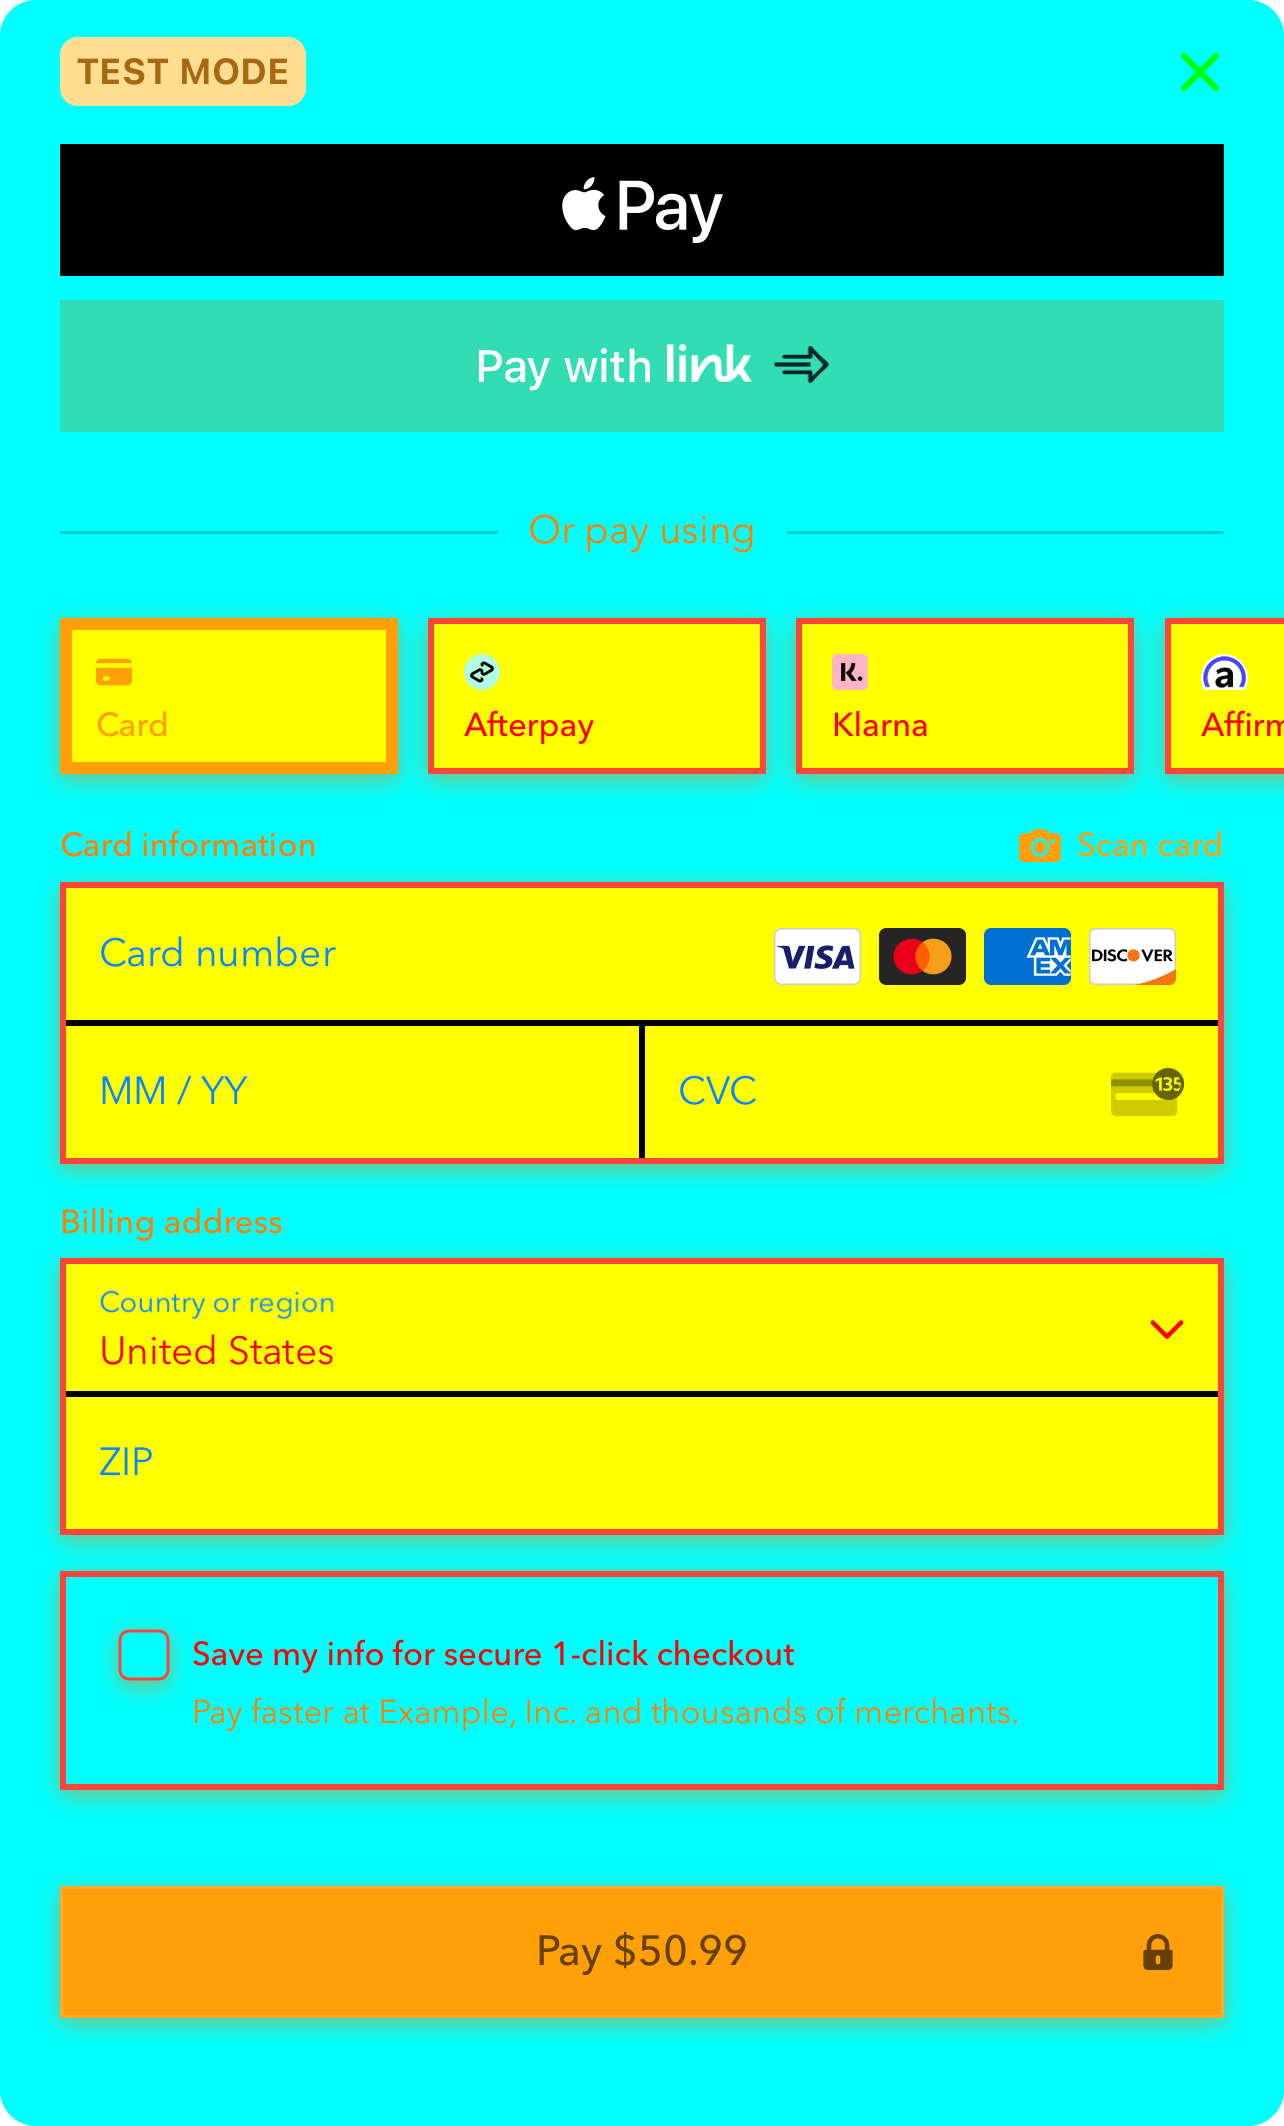 TEST MODE
Pay
Pay with link
Or pay using
Card
Afterpay
K.
Klarna
a
Affirm
Card information
Scan card
Card number
VISA
AM
EX
DISCOVER
MM / YY
CVC
135
Billing address
Country or region
United States
ZIP
Save my info for secure 1-click checkout
Pay faster at Example, Inc. and thousands of merchants.
Pay $50.99